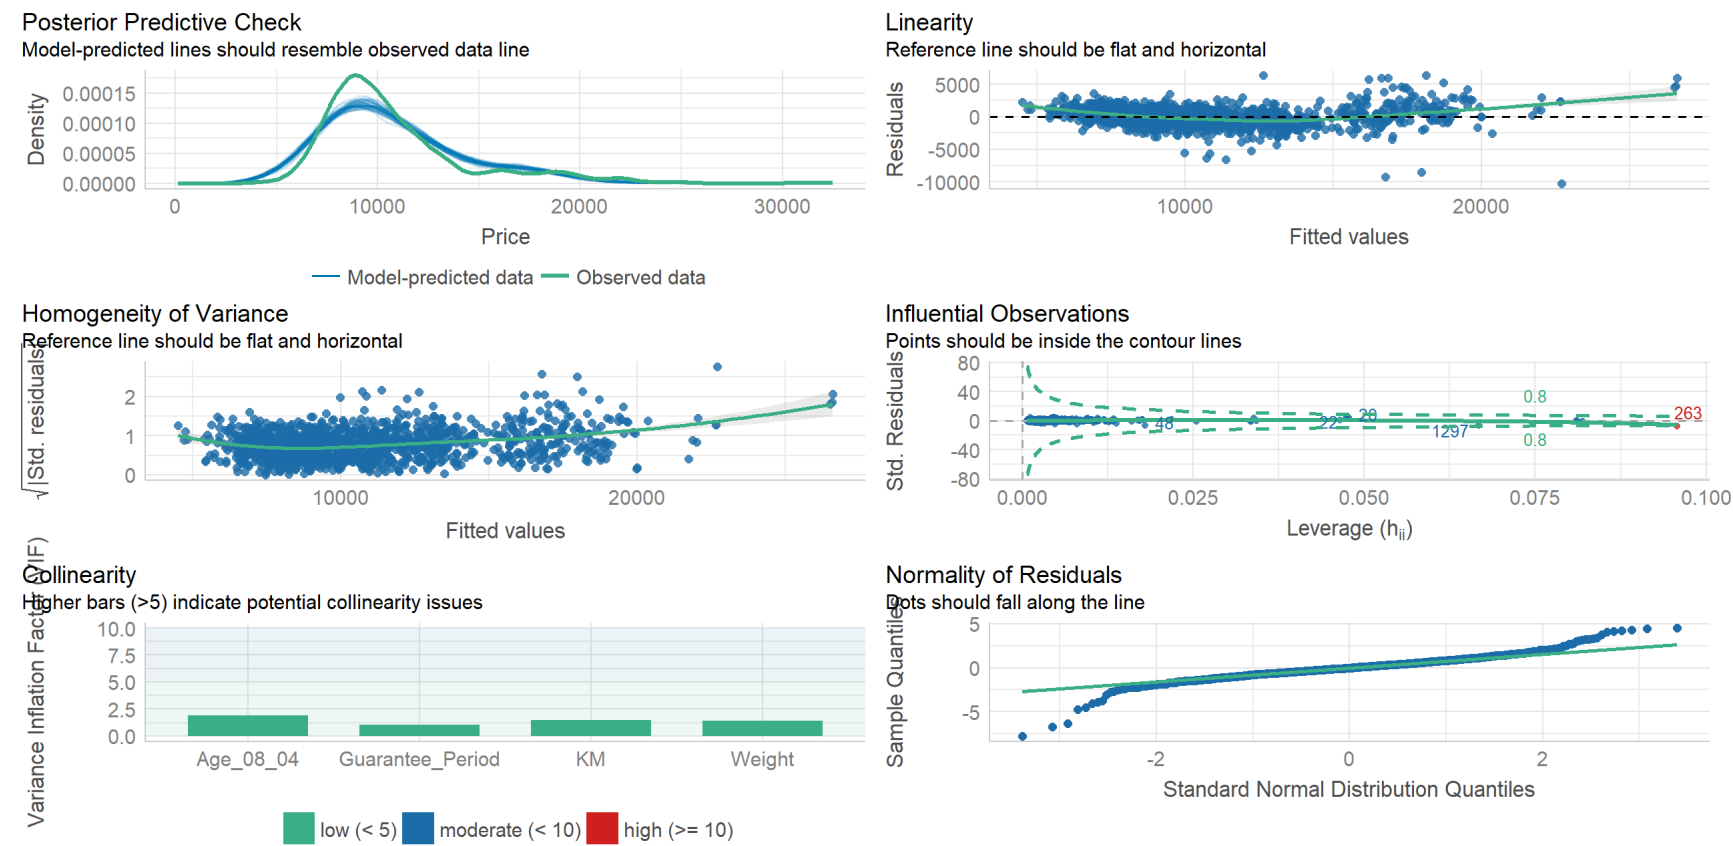 Posterior Predictive Check
Model-predicted lines should resemble observed data line
Density
0.00015
0.00010
0.00005
0.00000
0
10000
20000
30000
Price
Model-predicted data
Observed data
Linearity
Reference line should be flat and horizontal
Residuals
5000
0
-5000
-10000
10000
20000
Fitted values
Homogeneity of Variance
Reference line should be flat and horizontal
√|Std. residuals|
2
1
0
10000
20000
Fitted values
Influential Observations
Points should be inside the contour lines
Std. Residuals
80
40
0
-40
-80
0.8
0.8
48
22
20
1297
263
0.000
0.025
0.050
0.075
0.100
Leverage (hii)
Collinearity
Higher bars (>5) indicate potential collinearity issues
Variance Inflation Factor (VIF)
10.0
7.5
5.0
2.5
0.0
Age_08_04
Guarantee_Period
KM
Weight
low (< 5)
moderate (< 10)
high (>= 10)
Normality of Residuals
Dots should fall along the line
Sample Quantiles
5
0
-5
-2
0
2
Standard Normal Distribution Quantiles